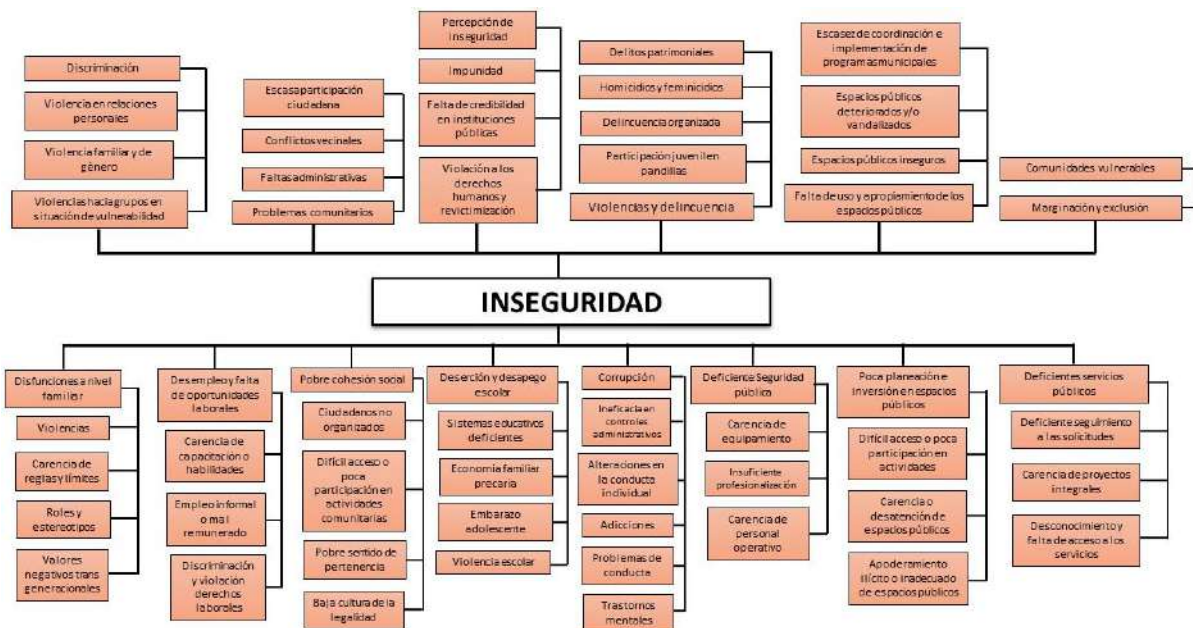 Discriminación
Violencia en relaciones
personales
Violencia familiar y de
género
Violencias hacia grupos en
situación de vulnerabilidad
Escasa participación
ciudadana
Conflictos vecinales
Faltas administrativas
Problemas comunitarios
Percepción de
inseguridad
Impunidad
Falta de credibilidad
en instituciones
públicas
Violación a los
derechos
humanos y
revictimización
Delitos patrimoniales
Homicidios y feminicidios
Delincuencia organizada
Participación juvenil en
pandillas
Violencias y delincuencia
Escasez de coordinación e
implementación de
programas municipales
Espacios públicos
deteriorados y/o
vandalizados
Espacios públicos inseguros
Falta de uso y apropiamiento de los
espacios públicos
Comunidades vulnerables
Marginación y exclusión
INSEGURIDAD
Disfunciones a nivel
familiar
Violencias
Carencia de
reglas y límites
Roles y
estereotipos
Valores
negativos trans
generacionales
Desempleo y falta
de oportunidades
laborales
Carencia de
capacitación o
habilidades
Empleo informal
o mal
remunerado
Discriminación
y violación
derechos
laborales
Pobre cohesión social
Ciudadanos no
organizados
Difícil acceso o
poca
participación en
actividades
comunitarias
Pobre sentido de
pertenencia
Baja cultura de la
legalidad
Deserción y desapego
escolar
Sistemas educativos
deficientes
Economía familiar
precaria
Embarazo
adolescente
Violencia escolar
Corrupción
Ineficacia en
controles
administrativos
Alteraciones en
la conducta
individual
Adicciones
Problemas de
conducta
Trastornos
mentales
Deficiente Seguridad
pública
Carencia de
equipamiento
Insuficiente
profesionalización
Carencia de
personal
operativo
Poca planeación e
inversión en espacios
públicos
Difícil acceso o poca
participación en
actividades
Carencia o
desatención de
espacios públicos
Apoderamiento
ilícito o inadecuado
de espacios públicos
Deficientes servicios
públicos
Deficiente seguimiento
a las solicitudes
Carencia de proyectos
integrales
Desconocimiento y
falta de acceso a los
servicios